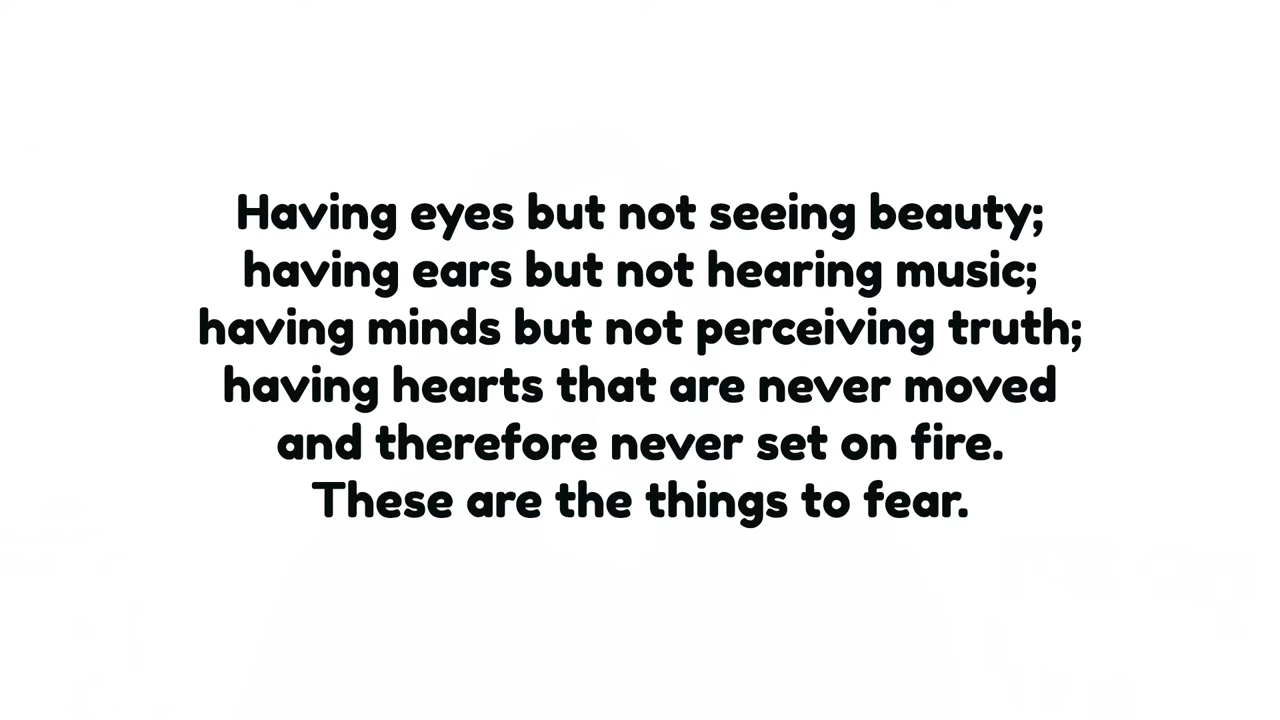 Having eyes but not seeing beauty;
having ears but not hearing music;
having minds but not perceiving truth;
having hearts that are never moved
and therefore never set on fire.
These are the things to fear.